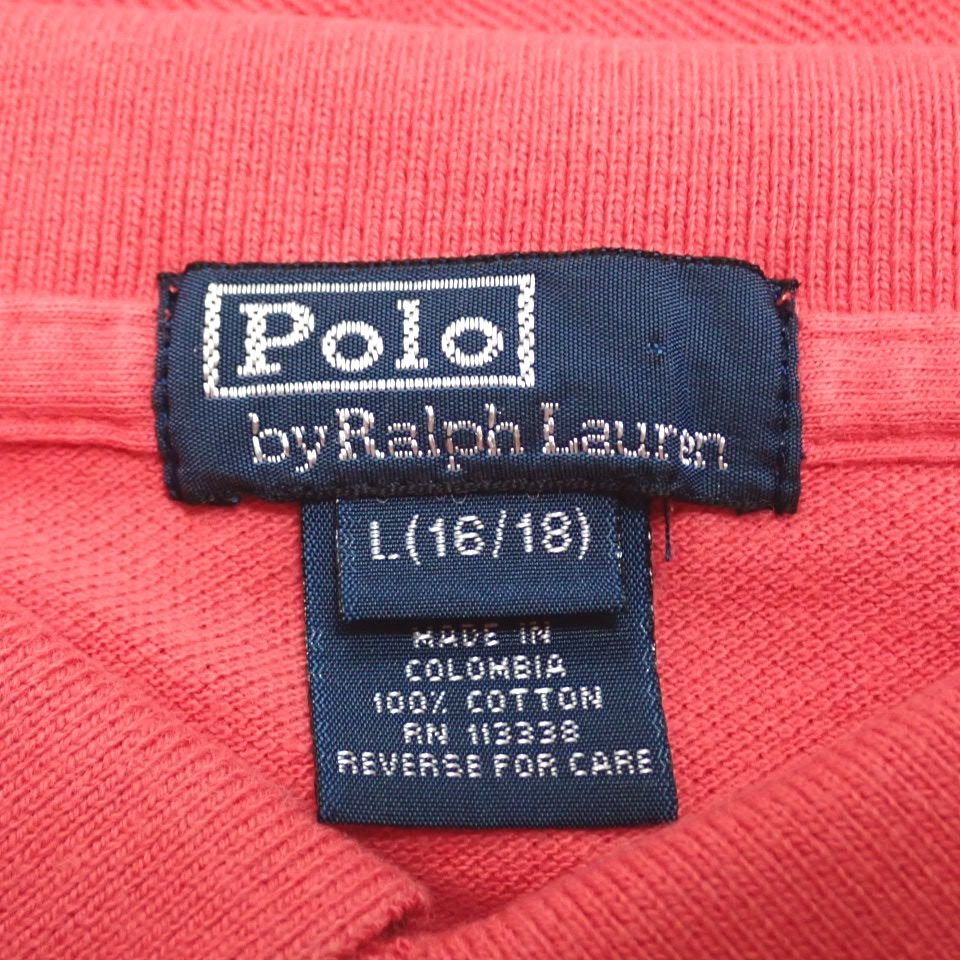 Polo
by Ralph Lauren
L(16/18)
MADE IN
COLOMBIA
100% COTTON
RN 113338
REVERSE FOR CARE